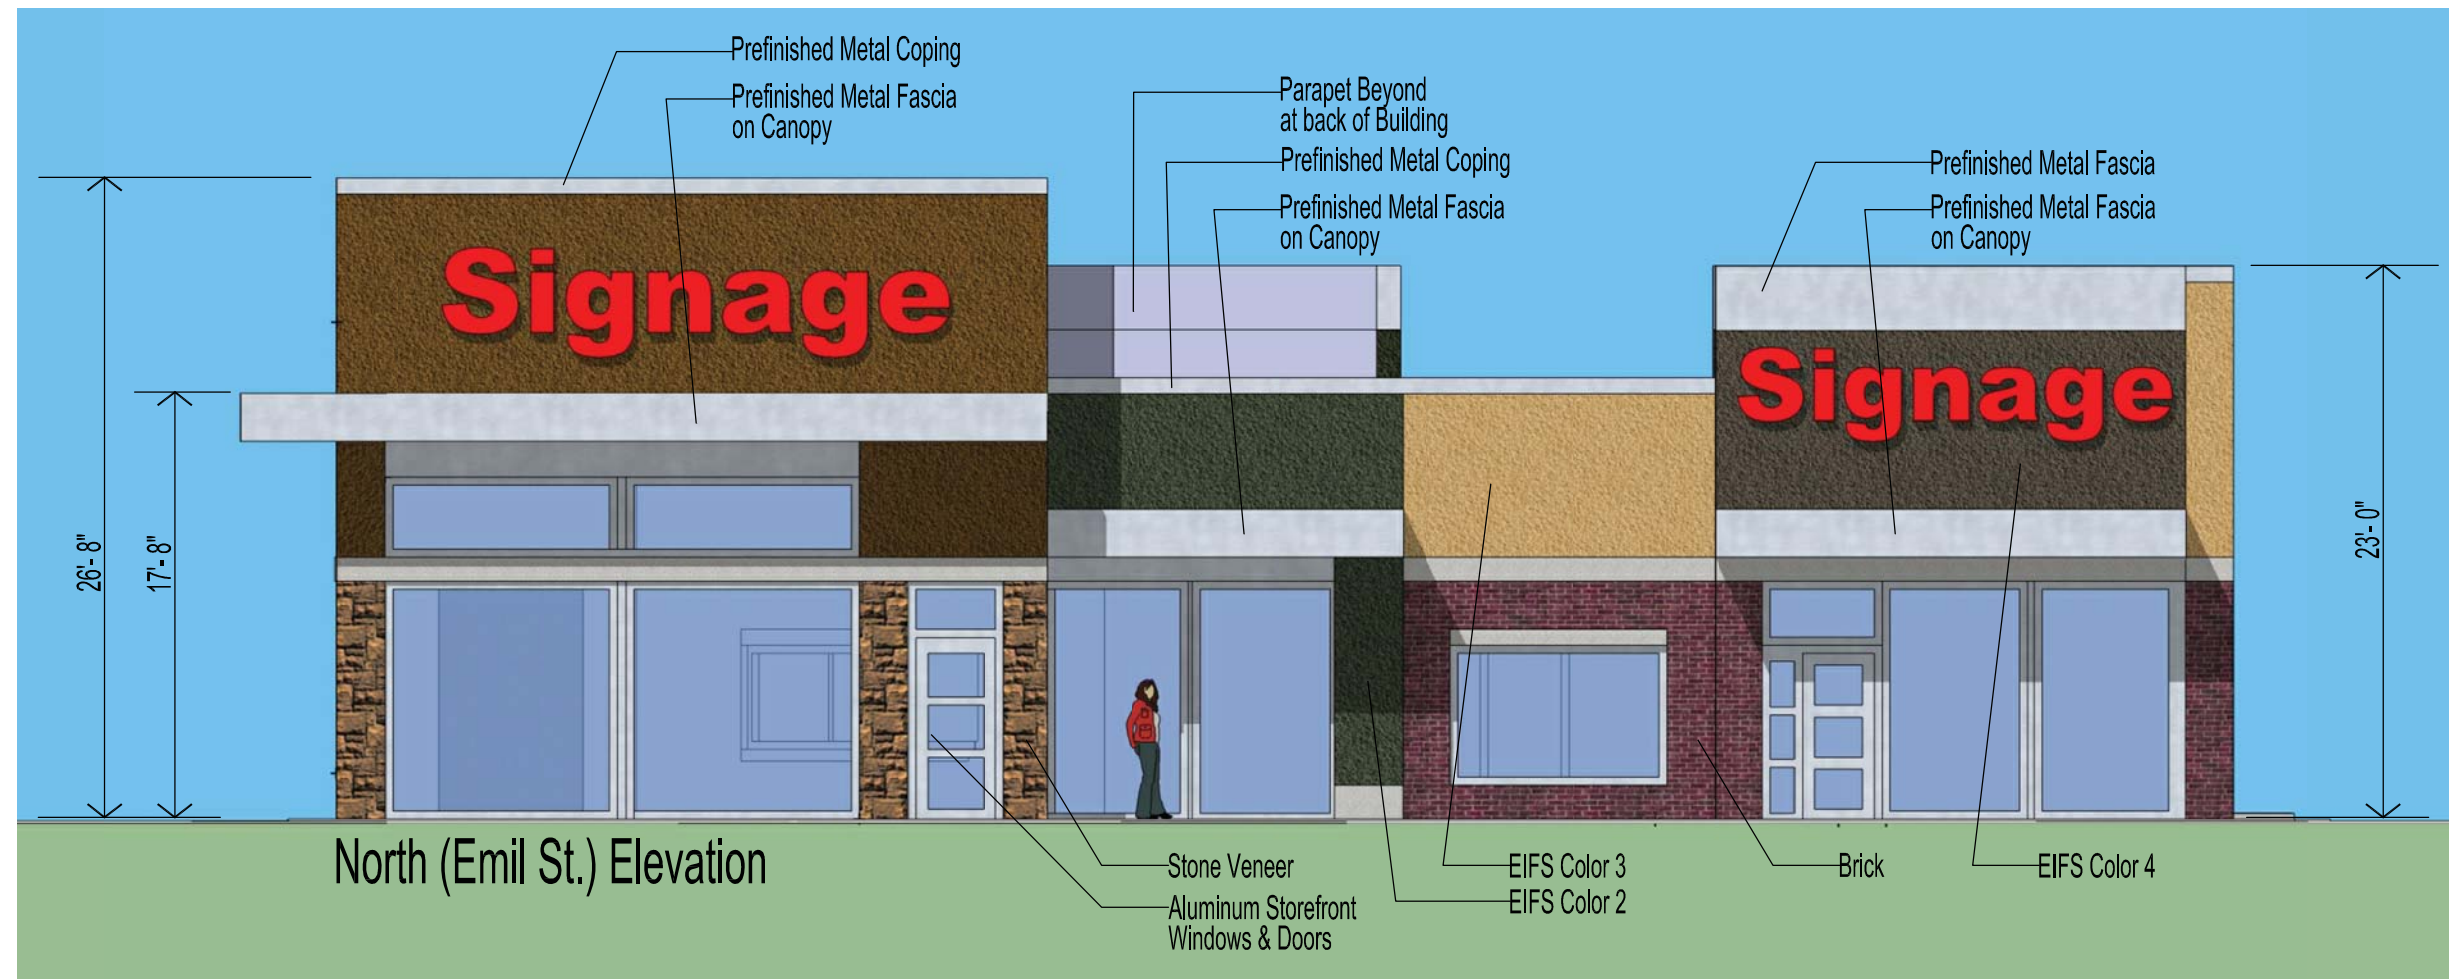 Prefinished Metal Coping
Prefinished Metal Fascia
on Canopy
Parapet Beyond
at back of Building
Prefinished Metal Coping
Prefinished Metal Fascia
on Canopy
Prefinished Metal Fascia
Prefinished Metal Fascia
on Canopy
Signage
Signage
26'- 8"
17'- 8"
23'- 0"
North (Emil St.) Elevation
Stone Veneer
Aluminum Storefront
Windows & Doors
EIFS Color 3
EIFS Color 2
Brick
EIFS Color 4